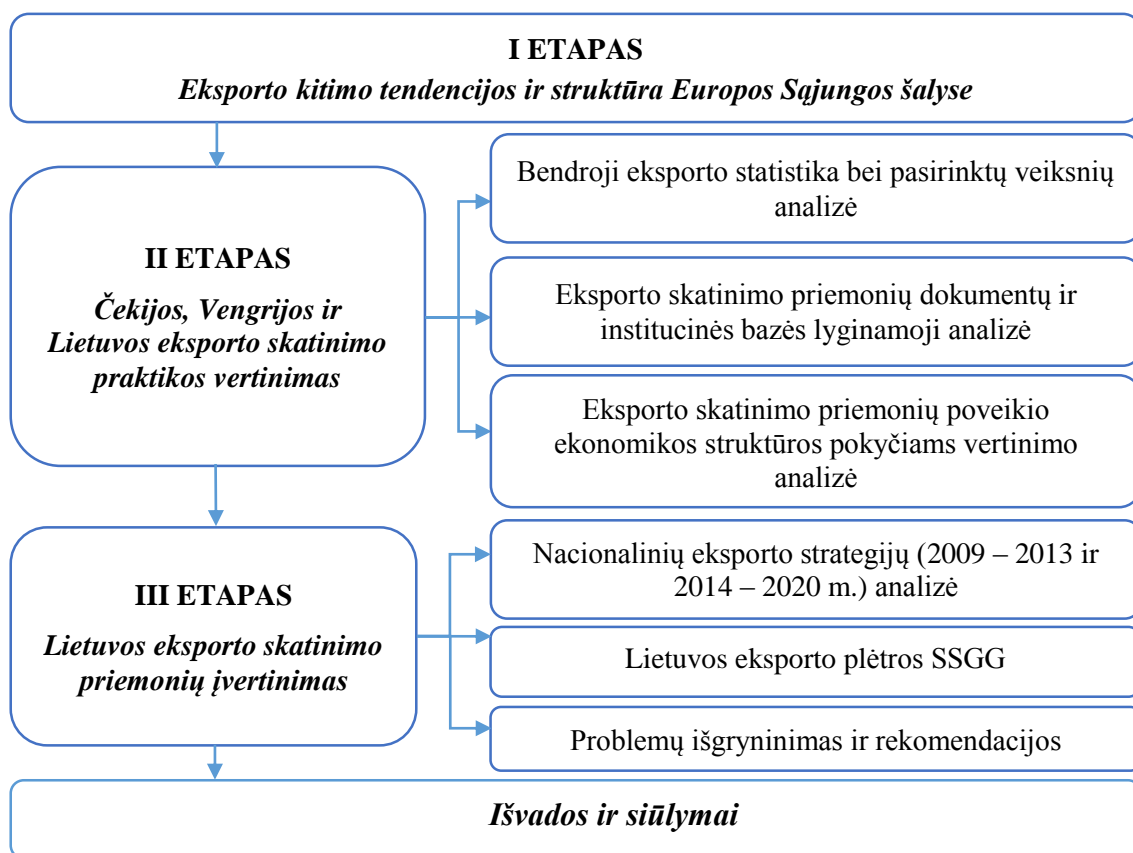 I ETAPAS
Eksporto kitimo tendencijos ir struktūra Europos Sąjungos šalyse
II ETAPAS
Čekijos, Vengrijos ir
Lietuvos eksporto skatinimo
praktikos vertinimas
Bendroji eksporto statistika bei pasirinktų veiksnių
analizė
Eksporto skatinimo priemonių dokumentų ir
institucinės bazės lyginamoji analizė
Eksporto skatinimo priemonių poveikio
ekonomikos struktūros pokyčiams vertinimo
analizė
III ETAPAS
Lietuvos eksporto skatinimo
priemonių įvertinimas
Nacionalinių eksporto strategijų (2009 – 2013 ir
2014 – 2020 m.) analizė
Lietuvos eksporto plėtros SSGG
Problemų išgryninimas ir rekomendacijos
Išvados ir siūlymai